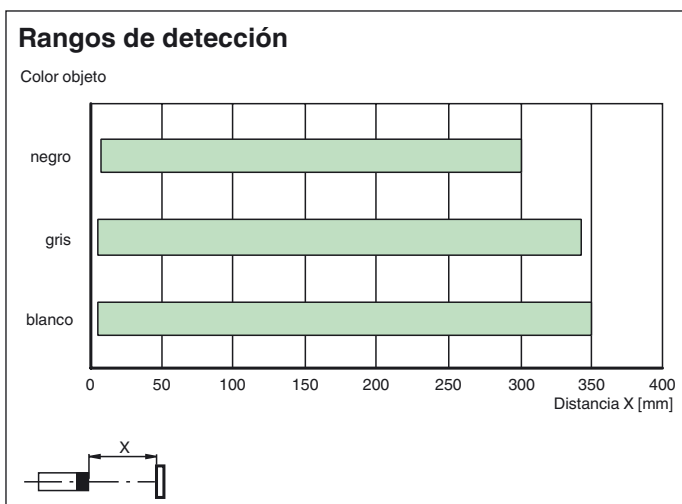 Rangos de detección
Color objeto
negro
gris
blanco
0 50 100 150 200 250 300 350 400
Distancia X [mm]
X